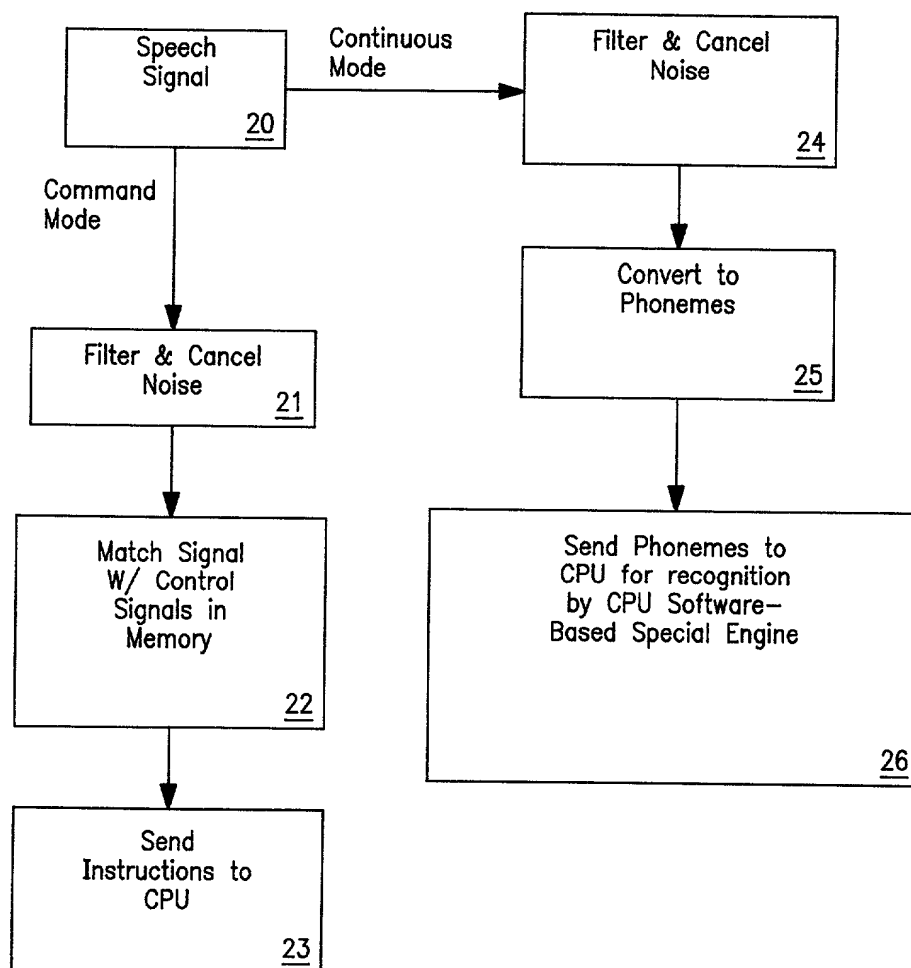 Speech
Signal
20
Continuous
Mode
Filter & Cancel
Noise
24
Command
Mode
Convert to
Phonemes
25
Filter & Cancel
Noise
21
Match Signal
W/ Control
Signals in
Memory
22
Send Phonemes to
CPU for recognition
by CPU Software-
Based Special Engine
26
Send
Instructions to
CPU
23